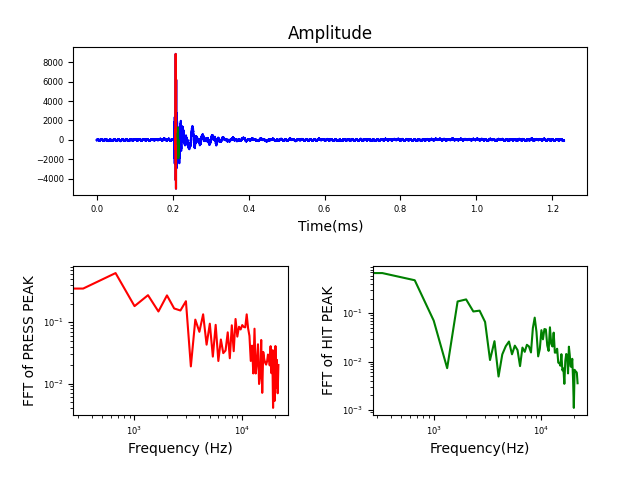 Amplitude
8000
6000
4000
2000
0
−2000
−4000
0.0 0.2 0.4 0.6 0.8 1.0 1.2
Time(ms)
FFT of PRESS PEAK
10⁻¹
10⁻²
10³ 10⁴
Frequency (Hz)
FFT of HIT PEAK
10⁻¹
10⁻²
10⁻³
10³ 10⁴
Frequency(Hz)